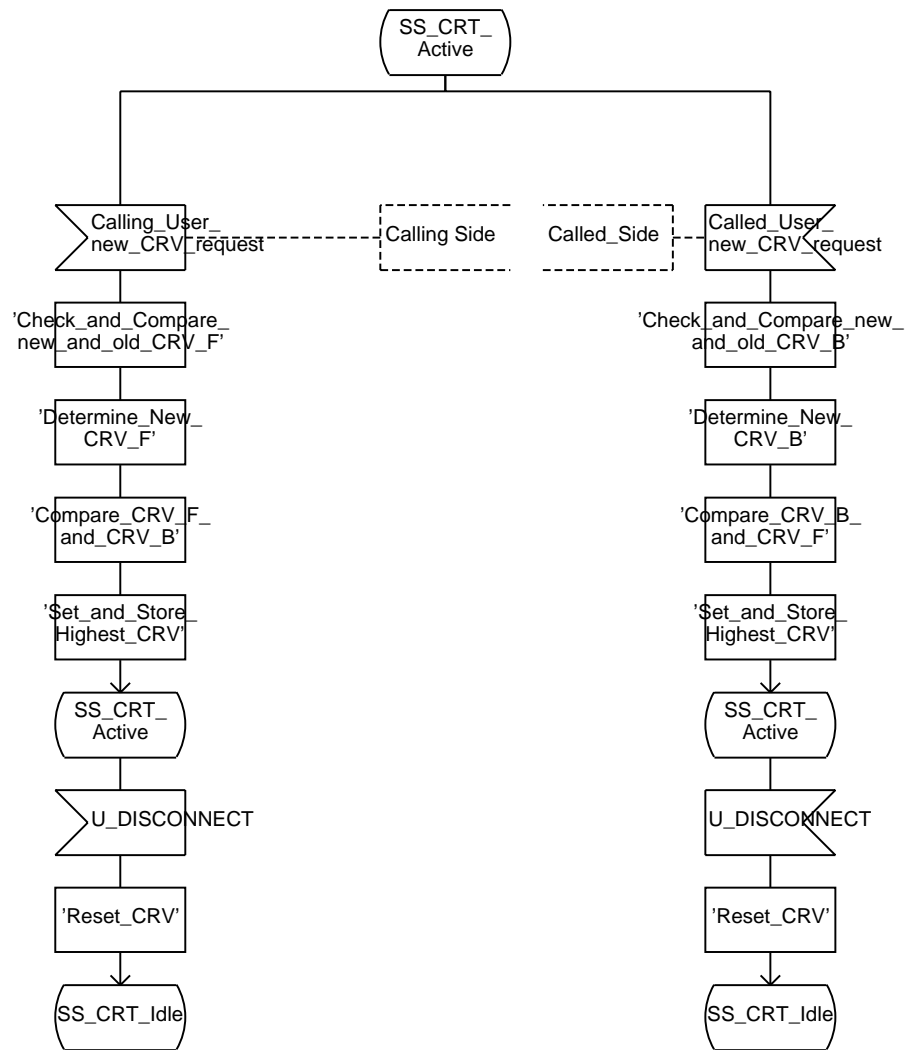 SS_CRT_
Active
Calling_User_
new_CRV_request
Calling Side
Called_Side
Called_User_
new_CRV_request
’Check_and_Compare_
new_and_old_CRV_F’
’Check_and_Compare_new_
and_old_CRV_B’
’Determine_New_
CRV_F’
’Determine_New_
CRV_B’
’Compare_CRV_F_
and_CRV_B’
’Compare_CRV_B_
and_CRV_F’
’Set_and_Store_
Highest_CRV’
’Set_and_Store_
Highest_CRV’
SS_CRT_
Active
SS_CRT_
Active
U_DISCONNECT
U_DISCONNECT
’Reset_CRV’
’Reset_CRV’
SS_CRT_Idle
SS_CRT_Idle